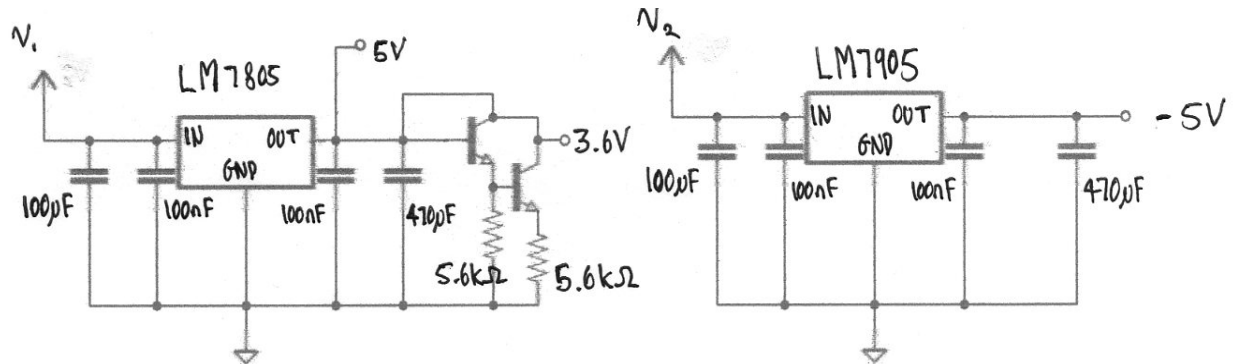 V1
LM7805
5V
IN
OUT
GND
100µF
100nF
100nF
470µF
3.6V
5.6kΩ
5.6kΩ
V2
LM7905
IN
OUT
GND
100µF
100nF
100nF
470µF
-5V